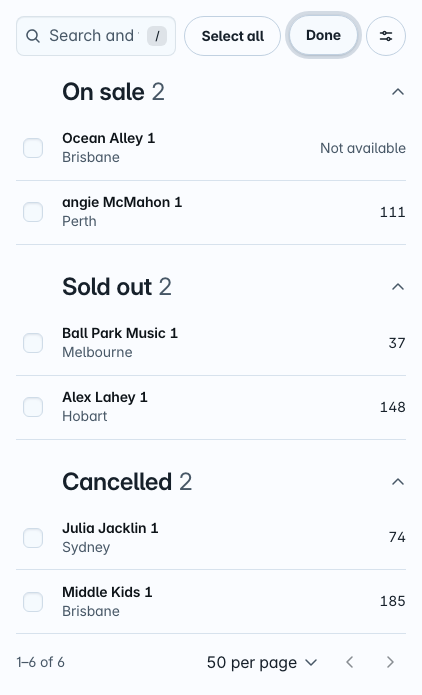 Search and
/
Select all
Done
On sale 2
Ocean Alley 1
Brisbane
Not available
angie McMahon 1
Perth
111
Sold out 2
Ball Park Music 1
Melbourne
37
Alex Lahey 1
Hobart
148
Cancelled 2
Julia Jacklin 1
Sydney
74
Middle Kids 1
Brisbane
185
1–6 of 6
50 per page